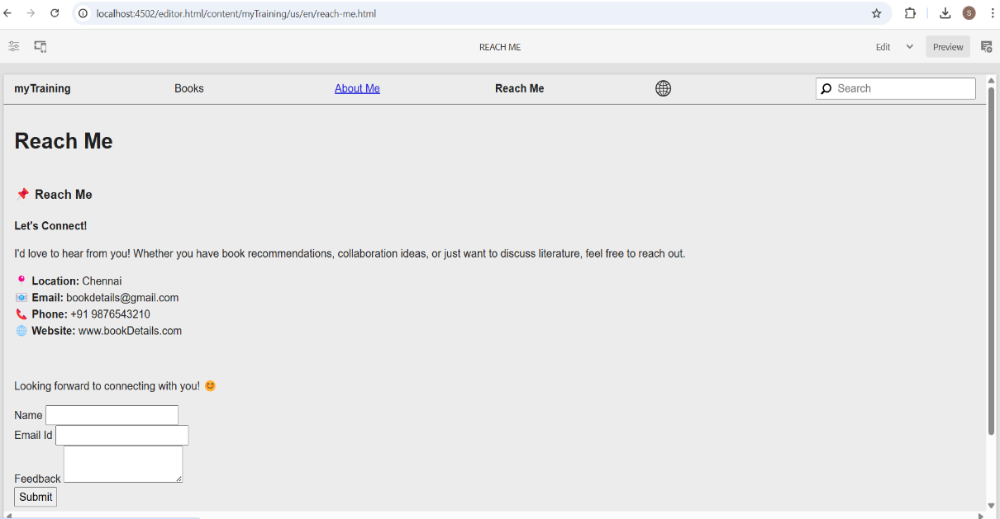 localhost:4502/editor.html/content/myTraining/us/en/reach-me.html
S
REACH ME
Edit
Preview
myTraining Books About Me Reach Me Search
Reach Me
📌 Reach Me
Let's Connect!
I'd love to hear from you! Whether you have book recommendations, collaboration ideas, or just want to discuss literature, feel free to reach out.
📍 Location: Chennai
📧 Email: bookdetails@gmail.com
📞 Phone: +91 9876543210
🌐 Website: www.bookDetails.com
Looking forward to connecting with you! 😊
Name
Email Id
Feedback
Submit